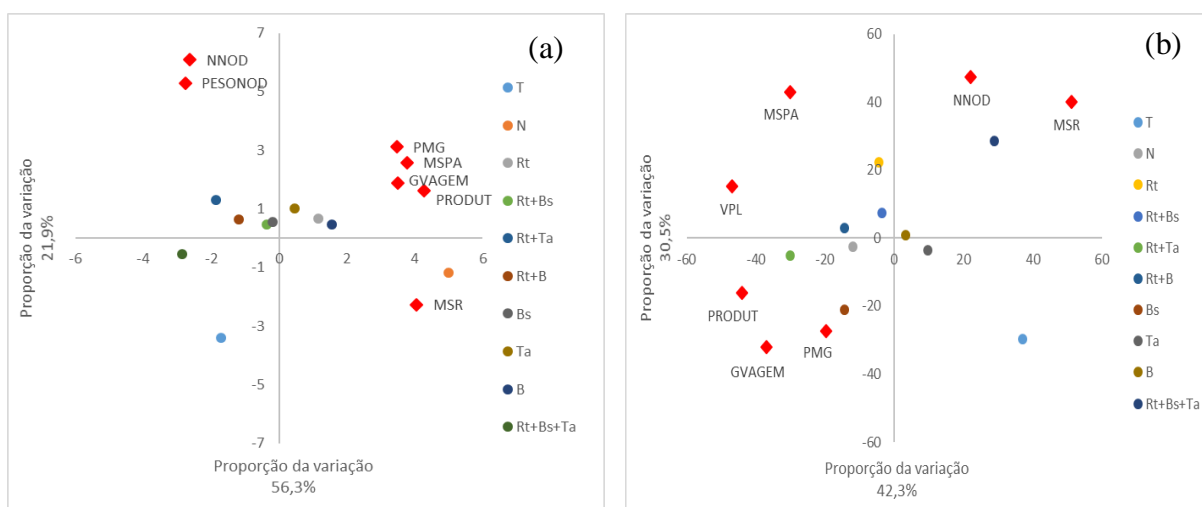 (a)
7
5
3
1
-1
-3
-5
-7
-6
-4
-2
0
2
4
6
NNOD
PESONOD
PMG
MSPA
GVAGEM
PRODUT
MSR
Proporção da variação
21,9%
Proporção da variação
56,3%
T
N
Rt
Rt+Bs
Rt+Ta
Rt+B
Bs
Ta
B
Rt+Bs+Ta
(b)
60
40
20
0
-20
-40
-60
-60
-40
-20
0
20
40
60
MSPA
NNOD
MSR
VPL
PRODUT
GVAGEM
PMG
Proporção da variação
30,5%
Proporção da variação
42,3%
T
N
Rt
Rt+Bs
Rt+Ta
Rt+B
Bs
Ta
B
Rt+Bs+Ta